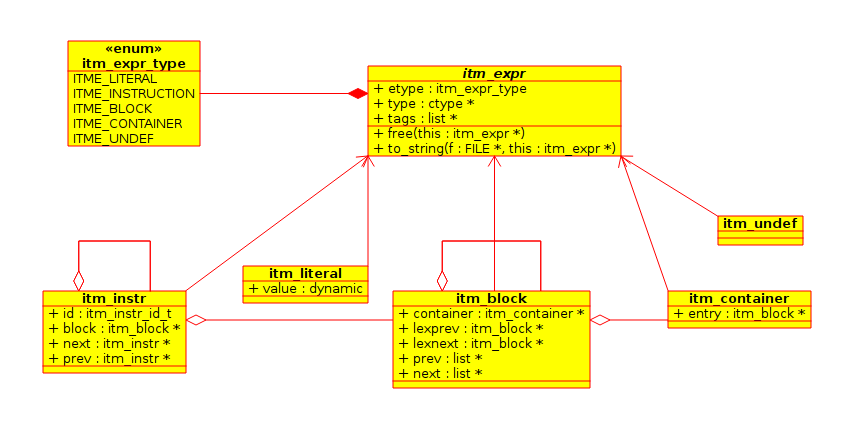 «enum»
itm_expr_type
ITME_LITERAL
ITME_INSTRUCTION
ITME_BLOCK
ITME_CONTAINER
ITME_UNDEF
itm_expr
+ etype : itm_expr_type
+ type : ctype *
+ tags : list *
+ free(this : itm_expr *)
+ to_string(f : FILE *, this : itm_expr *)
itm_undef
itm_literal
+ value : dynamic
itm_instr
+ id : itm_instr_id_t
+ block : itm_block *
+ next : itm_instr *
+ prev : itm_instr *
itm_block
+ container : itm_container *
+ lexprev : itm_block *
+ lexnext : itm_block *
+ prev : list *
+ next : list *
itm_container
+ entry : itm_block *